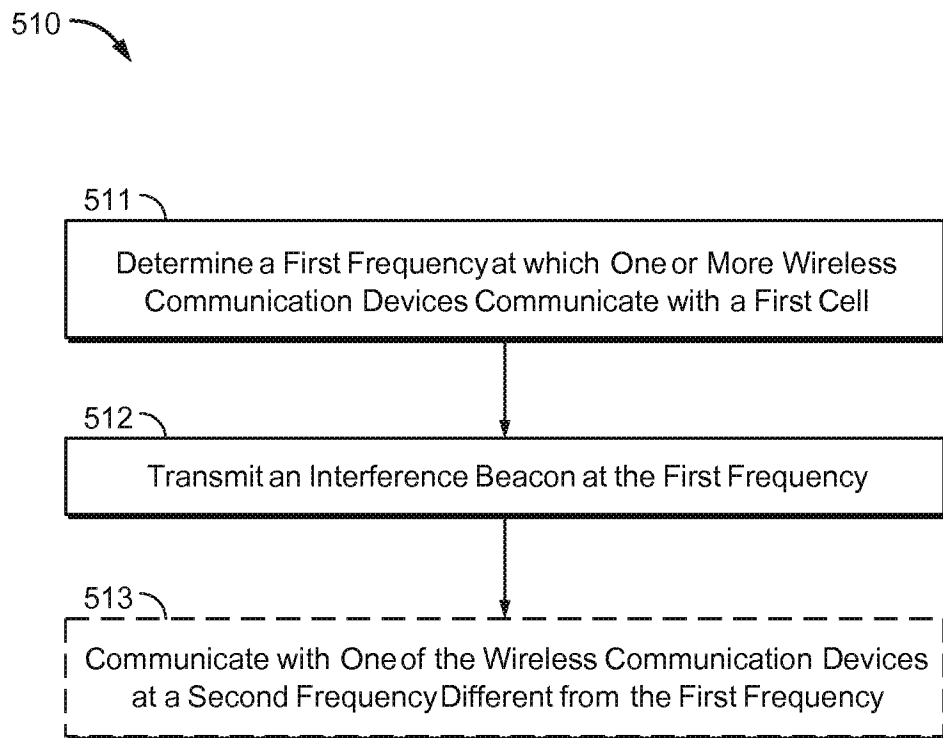 510
511
Determine a First Frequency at which One or More Wireless
Communication Devices Communicate with a First Cell
512
Transmit an Interference Beacon at the First Frequency
513
Communicate with One of the Wireless Communication Devices
at a Second Frequency Different from the First Frequency